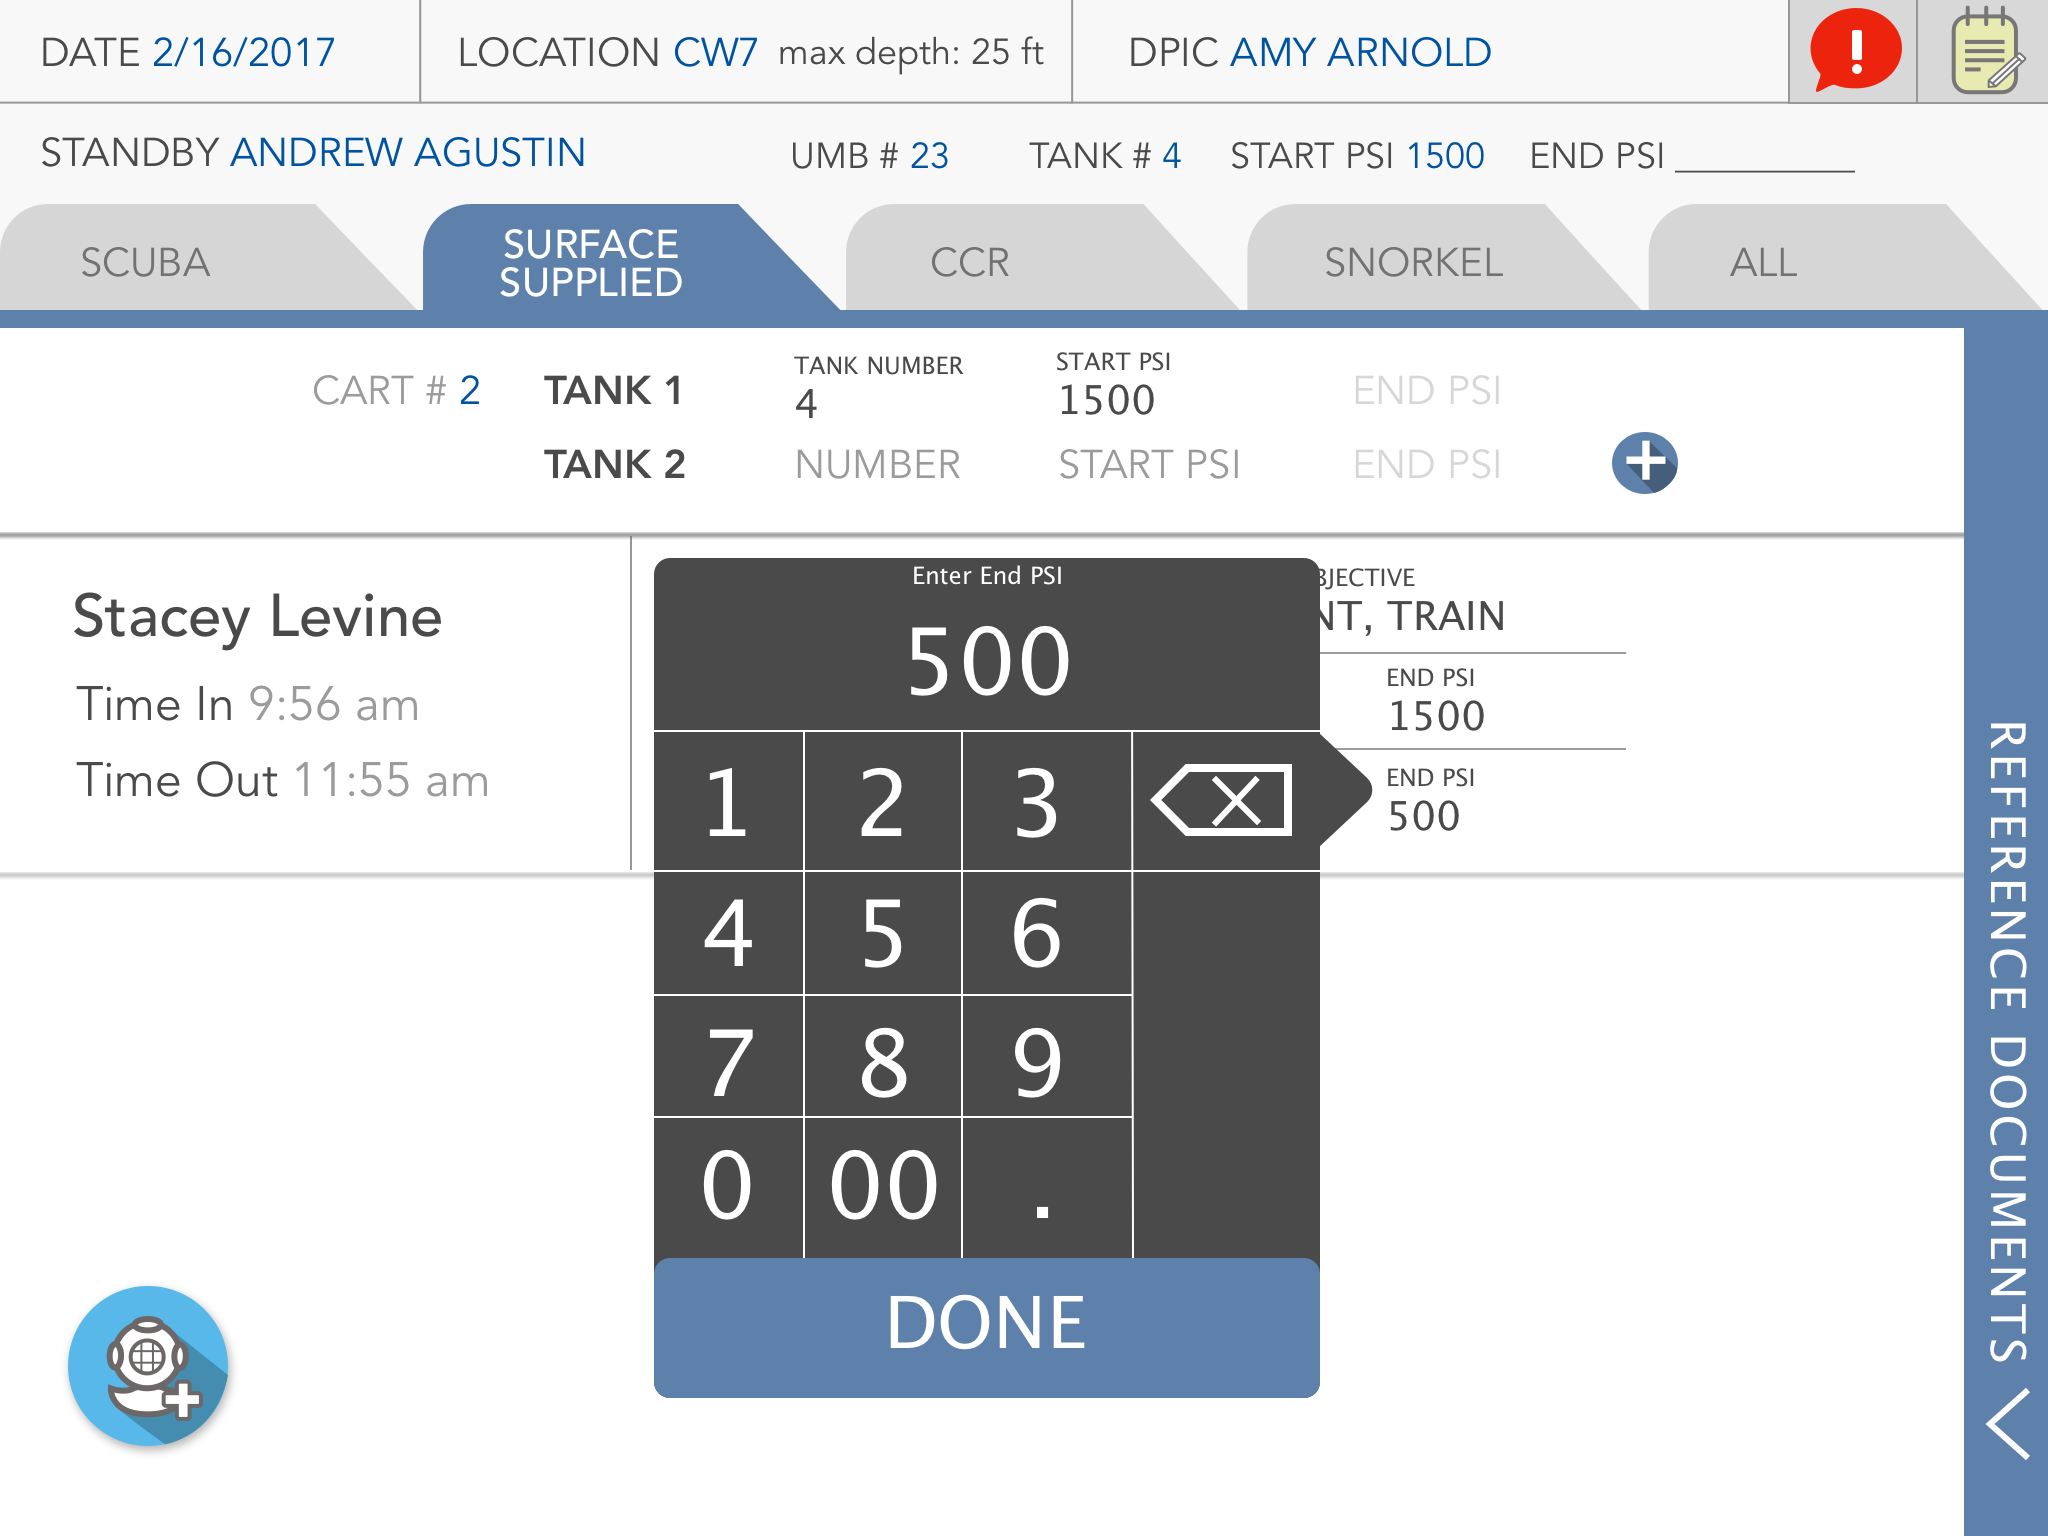 DATE 2/16/2017
LOCATION CW7 max depth: 25 ft
DPIC AMY ARNOLD
!
STANDBY ANDREW AGUSTIN
UMB # 23
TANK # 4
START PSI 1500
END PSI
SCUBA
SURFACE
SUPPLIED
CCR
SNORKEL
ALL
CART # 2
TANK 1
TANK NUMBER
4
START PSI
1500
END PSI
TANK 2
NUMBER
START PSI
END PSI
Stacey Levine
Time In 9:56 am
Time Out 11:55 am
BJECTIVE
NT, TRAIN
END PSI
1500
END PSI
500
Enter End PSI
500
1 2 3
4 5 6
7 8 9
0 00 .
DONE
REFERENCE DOCUMENTS